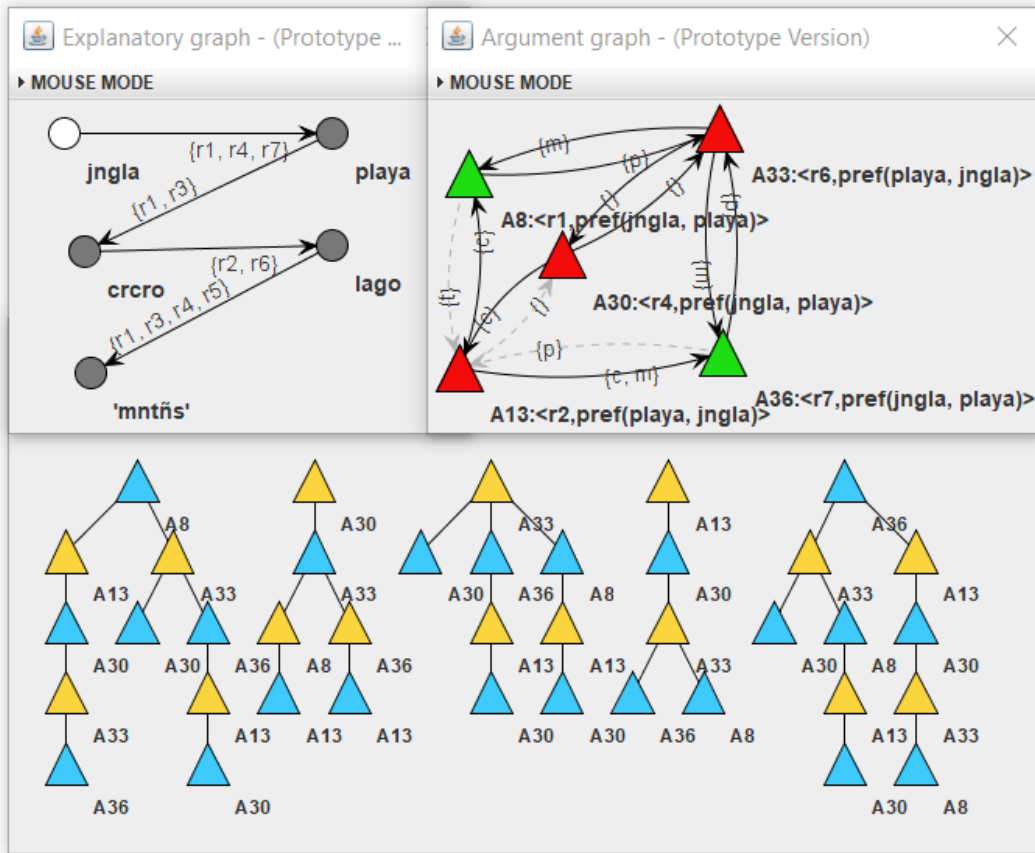 Explanatory graph - (Prototype ...
MOUSE MODE
jngla
{r1, r4, r7}
playa
{r1, r3}
crcro
{r2, r6}
lago
{r1, r3, r4, r5}
'mntñs'
Argument graph - (Prototype Version)
MOUSE MODE
{m}
{p}
A33:<r6,pref(playa, jngla)>
{}
{}
{p}
A8:<r1,pref(jngla, playa)>
{c}
{t}
{m}
A30:<r4,pref(jngla, playa)>
{}
{c}
{p}
{c, m}
A36:<r7,pref(jngla, playa)>
A13:<r2,pref(playa, jngla)>
A8 A30 A33 A13 A36
A13 A33 A33 A30 A36 A8 A30 A33 A13
A30 A30 A36 A8 A36 A13 A13 A33 A30 A8 A30
A33 A13 A13 A13 A30 A30 A36 A8 A13 A33
A36 A30 A30 A8